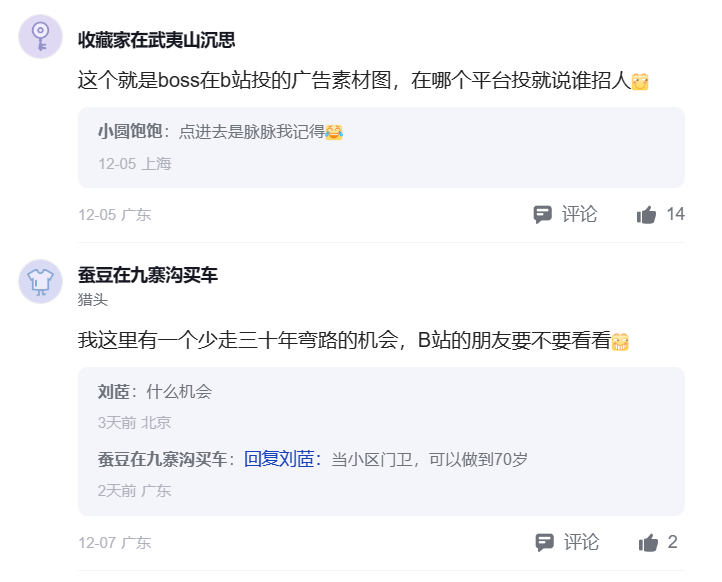 收藏家在武夷山沉思
这个就是boss在b站投的广告素材图，在哪个平台投就说谁招人
小圆饱饱：点进去是脉脉我记得😂
12-05 上海
12-05 广东
评论
14
蚕豆在九寨沟买车
猎头
我这里有一个少走三十年弯路的机会，B站的朋友要不要看看
刘茝：什么机会
3天前 北京
蚕豆在九寨沟买车：回复刘茝：当小区门卫，可以做到70岁
2天前 广东
12-07 广东
评论
2